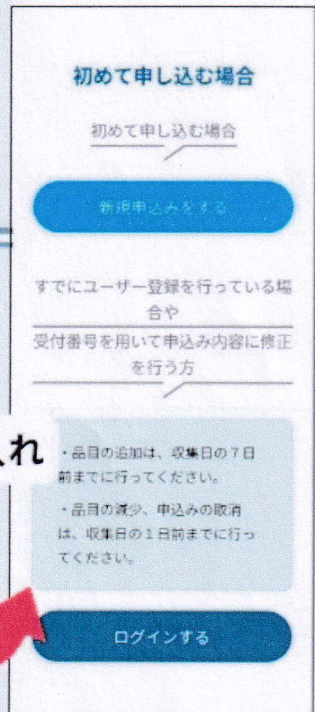 初めて申し込む場合
初めて申し込む場合
新規申込みをする
すでにユーザー登録を行っている場
合や
受付番号を用いて申込み内容に修正
を行う方
れ
・品目の追加は、収集日の7日
前までに行ってください。
・品目の減少、申込みの取消
は、収集日の1日前までに行っ
てください。
ログインする